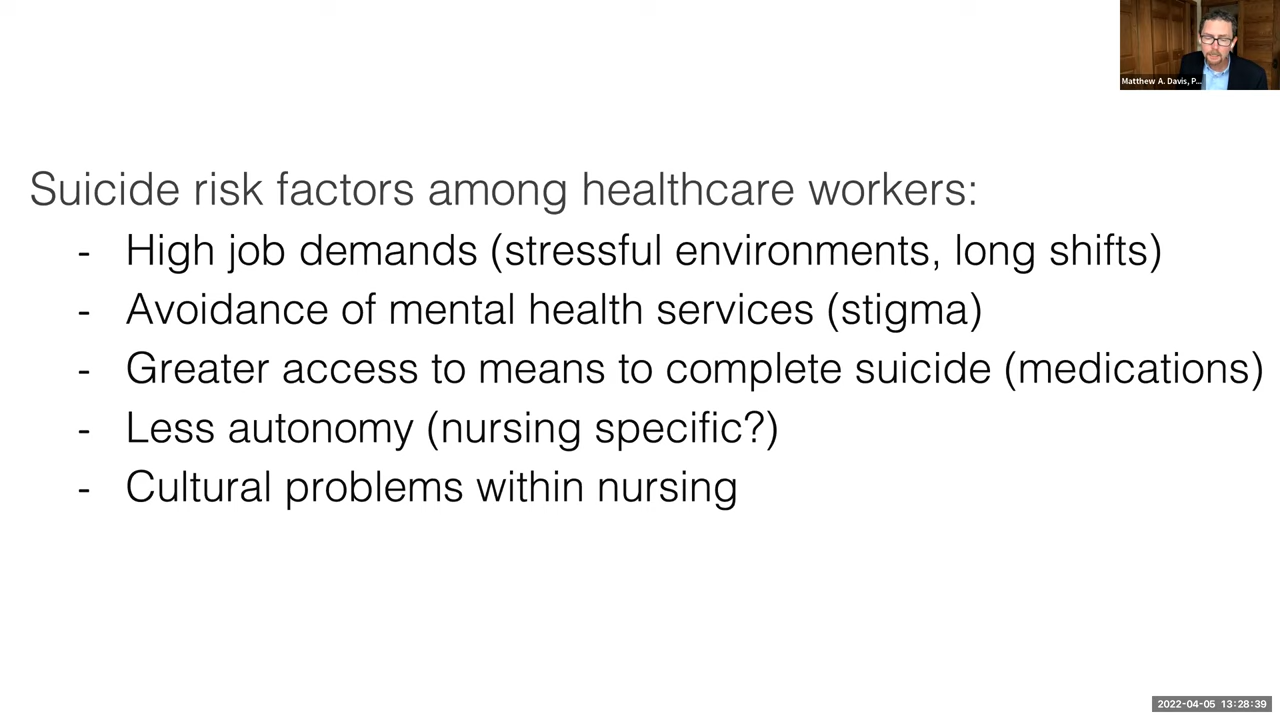 Matthew A. Davis, P...
Suicide risk factors among healthcare workers:
- High job demands (stressful environments, long shifts)
- Avoidance of mental health services (stigma)
- Greater access to means to complete suicide (medications)
- Less autonomy (nursing specific?)
- Cultural problems within nursing
2022-04-05 13:28:39